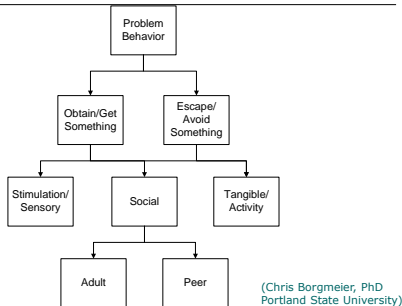 Problem
Behavior
Obtain/Get
Something
Escape/
Avoid
Something
Stimulation/
Sensory
Social
Tangible/
Activity
Adult
Peer
(Chris Borgmeier, PhD
Portland State University)